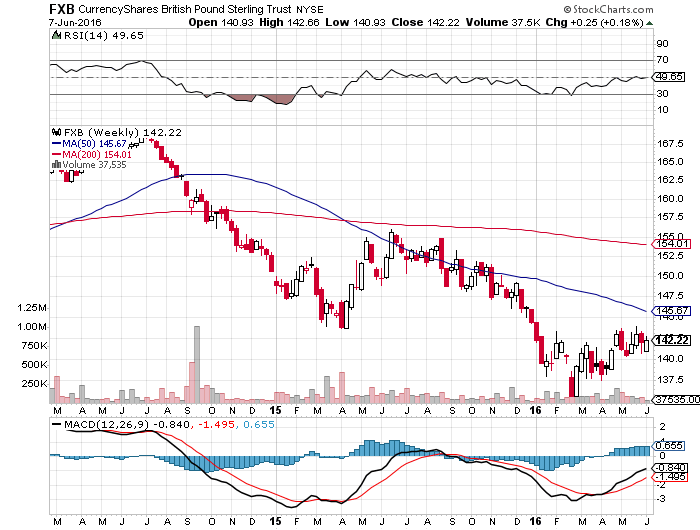 FXB CurrencyShares British Pound Sterling Trust NYSE © StockCharts.com
7-Jun-2016 Open 140.93 High 142.66 Low 140.93 Close 142.22 Volume 37.5K Chg +0.25 (+0.18%)
RSI(14) 49.65
90
70
49.65
30
10
FXB (Weekly) 142.22
MA(50) 145.67
MA(200) 154.01
Volume 37,535
167.5
165.0
162.5
160.0
157.5
155.0
154.01
152.5
150.0
147.5
145.67
145.0
142.22
140.0
137.5
37535.00
1.25M
1.00M
750K
500K
250K
M A M J J A S O N D 15 F M A M J J A S O N D 16 F M A M J
MACD(12,26,9) -0.840, -1.495, 0.655
2
1
0.655
0
-0.840
-1.495
-2
-3
M A M J J A S O N D 15 F M A M J J A S O N D 16 F M A M J